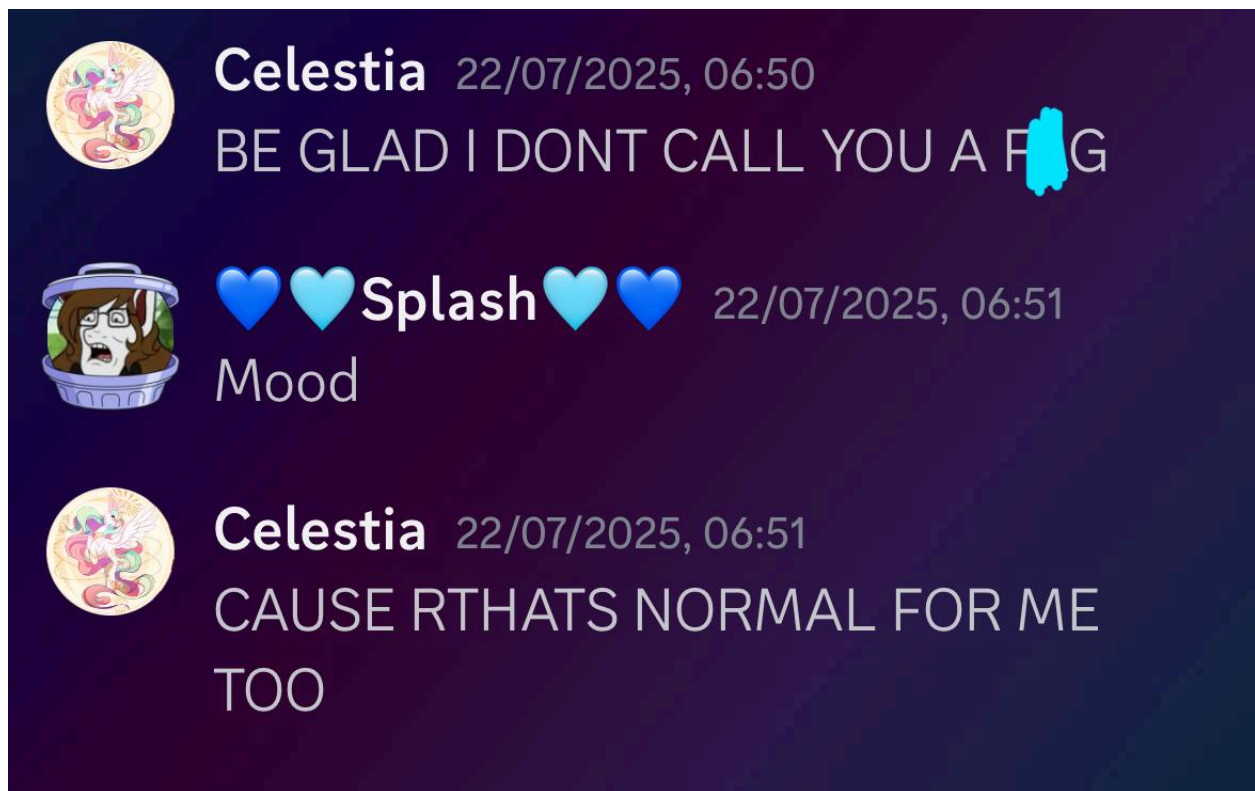 Celestia 22/07/2025, 06:50
BE GLAD I DONT CALL YOU A
💙🩵Splash🩵💙 22/07/2025, 06:51
Mood
Celestia 22/07/2025, 06:51
CAUSE RTHATS NORMAL FOR ME
TOO